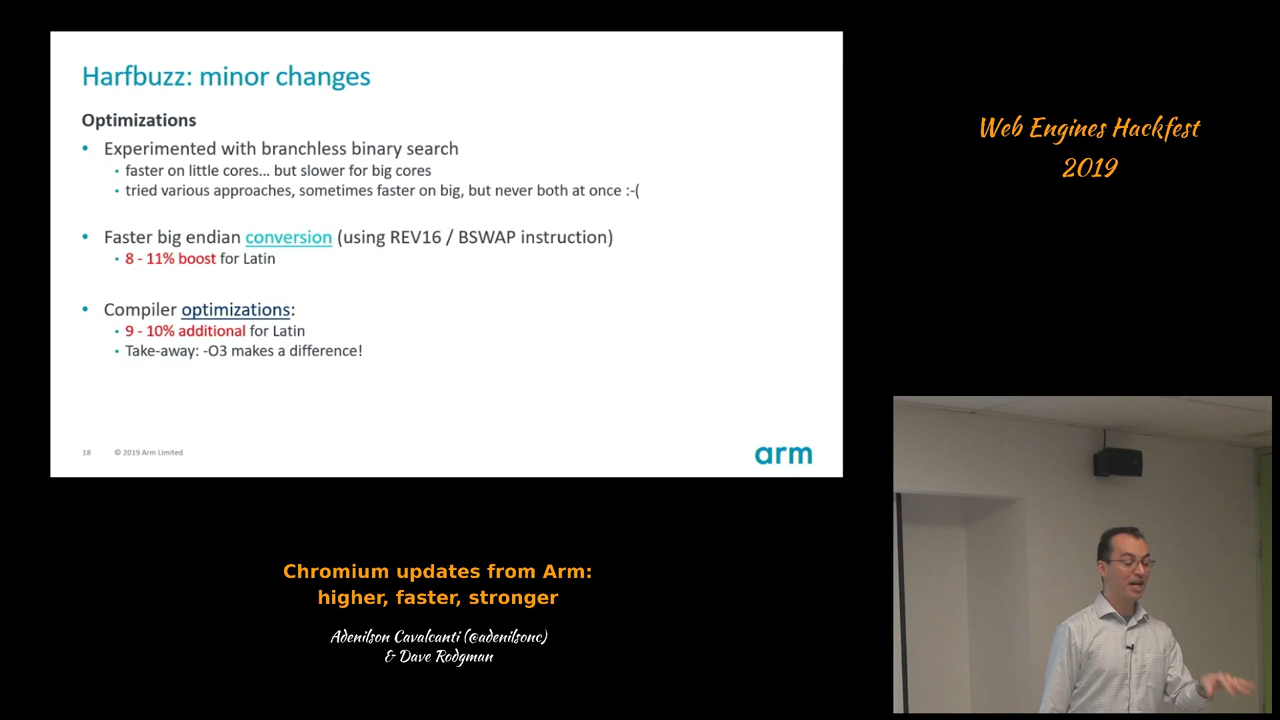 Harfbuzz: minor changes
Optimizations
• Experimented with branchless binary search
• faster on little cores... but slower for big cores
• tried various approaches, sometimes faster on big, but never both at once :-(
• Faster big endian conversion (using REV16 / BSWAP instruction)
• 8 - 11% boost for Latin
• Compiler optimizations:
• 9 - 10% additional for Latin
• Take-away: -O3 makes a difference!
18 © 2019 Arm Limited
arm
Web Engines Hackfest
2019
Chromium updates from Arm:
higher, faster, stronger
Adenilson Cavalcanti (@adenilsonc)
& Dave Rodgman